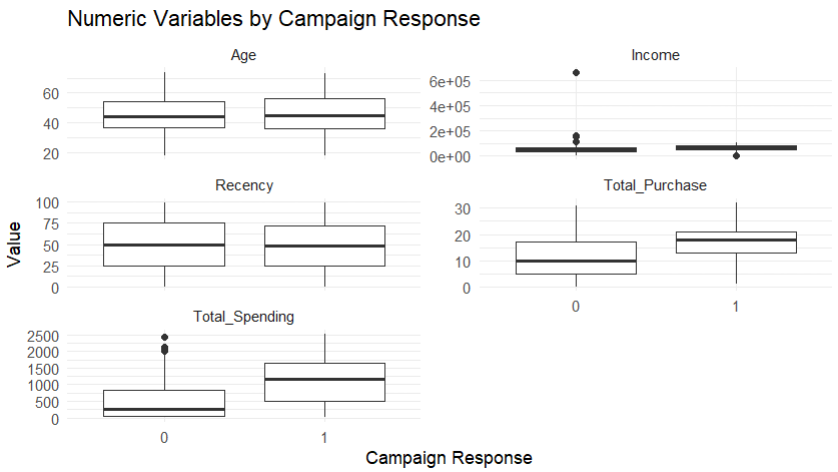 Numeric Variables by Campaign Response
Age
60
40
20
Income
6e+05
4e+05
2e+05
0e+00
Recency
100
75
50
25
0
Total_Purchase
30
20
10
0
0 1
Total_Spending
2500
2000
1500
1000
500
0
0 1
Value
Campaign Response